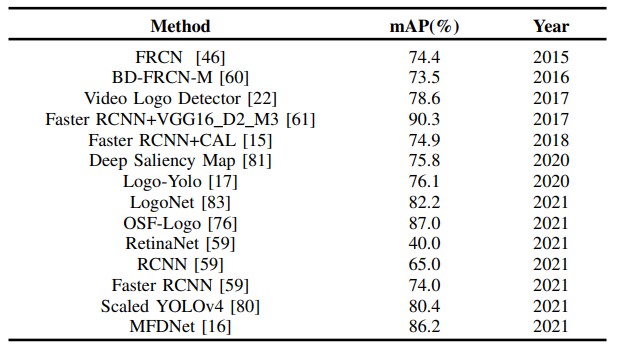 Method mAP(%) Year
FRCN [46] 74.4 2015
BD-FRCN-M [60] 73.5 2016
Video Logo Detector [22] 78.6 2017
Faster RCNN+VGG16_D2_M3 [61] 90.3 2017
Faster RCNN+CAL [15] 74.9 2018
Deep Saliency Map [81] 75.8 2020
Logo-Yolo [17] 76.1 2020
LogoNet [83] 82.2 2021
OSF-Logo [76] 87.0 2021
RetinaNet [59] 40.0 2021
RCNN [59] 65.0 2021
Faster RCNN [59] 74.0 2021
Scaled YOLOv4 [80] 80.4 2021
MFDNet [16] 86.2 2021